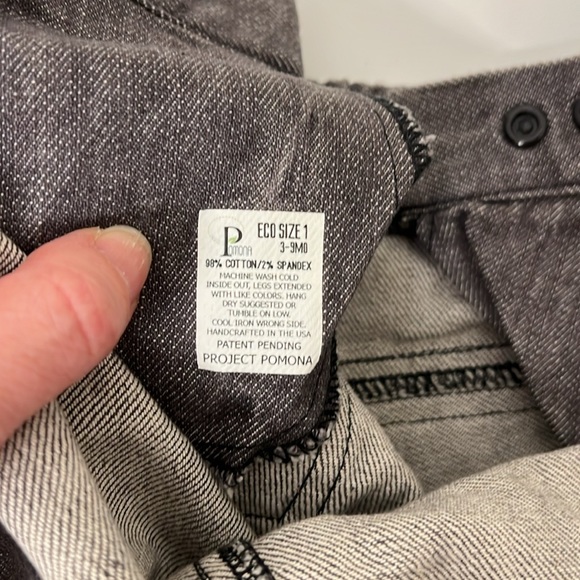 ECO SIZE 1
Pomona 3-9MO
98% COTTON/2% SPANDEX
MACHINE WASH COLD
INSIDE OUT, LEGS EXTENDED
WITH LIKE COLORS. HANG
DRY SUGGESTED OR
TUMBLE ON LOW.
COOL IRON WRONG SIDE.
HANDCRAFTED IN THE USA
PATENT PENDING
PROJECT POMONA